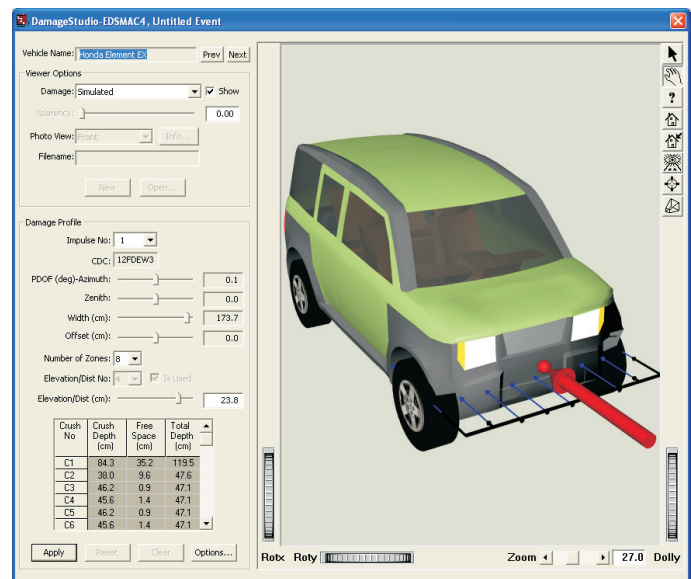 DamageStudio-EDSMAC4, Untitled Event
Vehicle Name: Honda Element EX Prev Next
Viewer Options
Damage: Simulated Show
Xparency: 0.00
Photo View: Front Info...
Filename:
New Open...
Damage Profile
Impulse No: 1
CDC: 12FDEW3
PDOF (deg)-Azimuth: 0.1
Zenith: 0.0
Width (cm): 173.7
Offset (cm): 0.0
Number of Zones: 8
Elevation/Dist No: 4 Is Used
Elevation/Dist (cm): 23.8
Crush No Crush Depth (cm) Free Space (cm) Total Depth (cm)
C1 84.3 35.2 119.5
C2 38.0 9.6 47.6
C3 46.2 0.9 47.1
C4 45.6 1.4 47.1
C5 46.2 0.9 47.1
C6 45.6 1.4 47.1
Apply Reset Clear Options...
Rotx Roty Zoom 27.0 Dolly